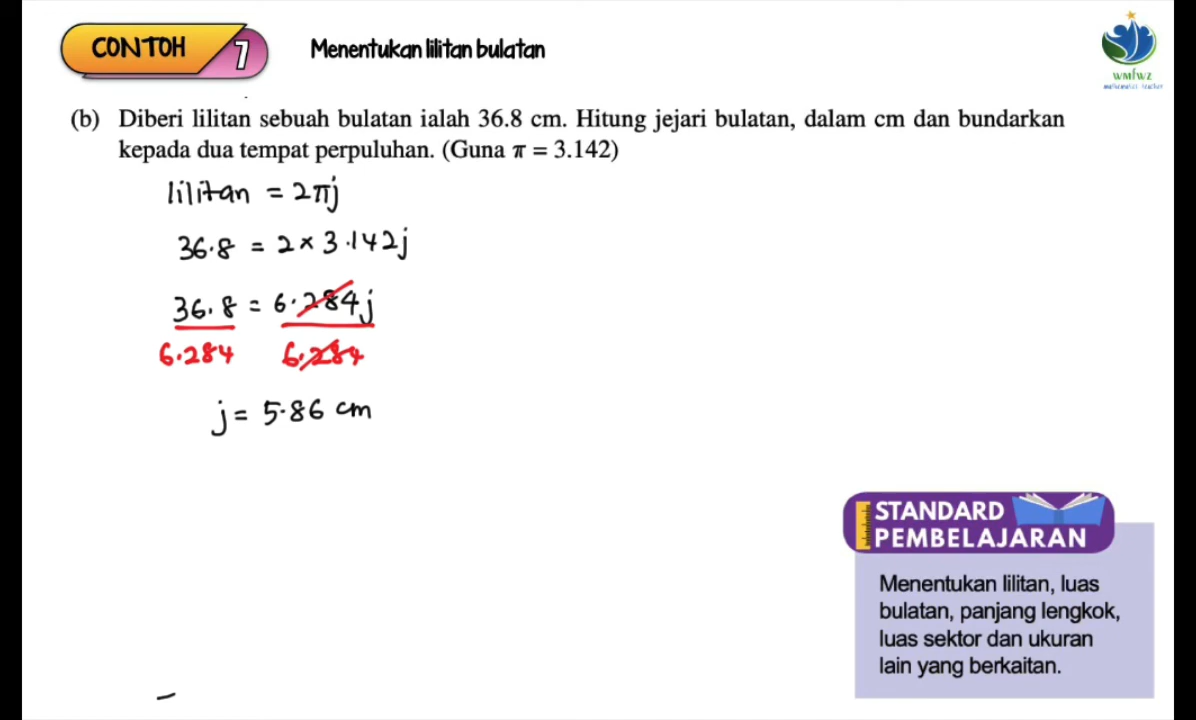 CONTOH 7 Menentukan lilitan bulatan
WMFWZ
mathematics teacher
(b) Diberi lilitan sebuah bulatan ialah 36.8 cm. Hitung jejari bulatan, dalam cm dan bundarkan
kepada dua tempat perpuluhan. (Guna π = 3.142)
lilitan = 2πj
36.8 = 2 × 3.142j
36.8 = 6.284j
6.284 6.284
j = 5.86 cm
STANDARD
PEMBELAJARAN
Menentukan lilitan, luas
bulatan, panjang lengkok,
luas sektor dan ukuran
lain yang berkaitan.